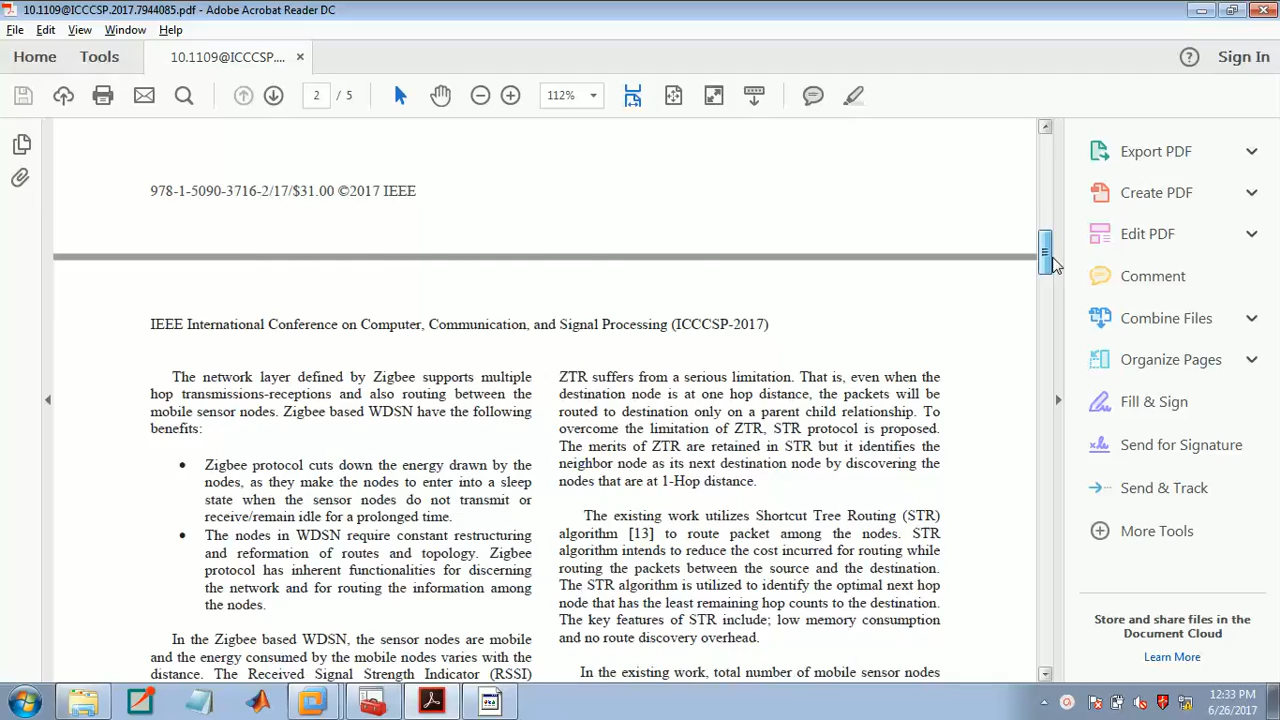 10.1109@ICCCSP.2017.7944085.pdf - Adobe Acrobat Reader DC
File Edit View Window Help
Home Tools 10.1109@ICCCSP.... × Sign In
2 / 5 112%
978-1-5090-3716-2/17/$31.00 ©2017 IEEE
IEEE International Conference on Computer, Communication, and Signal Processing (ICCCSP-2017)
The network layer defined by Zigbee supports multiple
hop transmissions-receptions and also routing between the
mobile sensor nodes. Zigbee based WDSN have the following
benefits:
• Zigbee protocol cuts down the energy drawn by the
nodes, as they make the nodes to enter into a sleep
state when the sensor nodes do not transmit or
receive/remain idle for a prolonged time.
• The nodes in WDSN require constant restructuring
and reformation of routes and topology. Zigbee
protocol has inherent functionalities for discerning
the network and for routing the information among
the nodes.
In the Zigbee based WDSN, the sensor nodes are mobile
and the energy consumed by the mobile nodes varies with the
distance. The Received Signal Strength Indicator (RSSI)
ZTR suffers from a serious limitation. That is, even when the
destination node is at one hop distance, the packets will be
routed to destination only on a parent child relationship. To
overcome the limitation of ZTR, STR protocol is proposed.
The merits of ZTR are retained in STR but it identifies the
neighbor node as its next destination node by discovering the
nodes that are at 1-Hop distance.
The existing work utilizes Shortcut Tree Routing (STR)
algorithm [13] to route packet among the nodes. STR
algorithm intends to reduce the cost incurred for routing while
routing the packets between the source and the destination.
The STR algorithm is utilized to identify the optimal next hop
node that has the least remaining hop counts to the destination.
The key features of STR include; low memory consumption
and no route discovery overhead.
In the existing work, total number of mobile sensor nodes
Export PDF
Create PDF
Edit PDF
Comment
Combine Files
Organize Pages
Fill & Sign
Send for Signature
Send & Track
More Tools
Store and share files in the
Document Cloud
Learn More
12:33 PM
6/26/2017